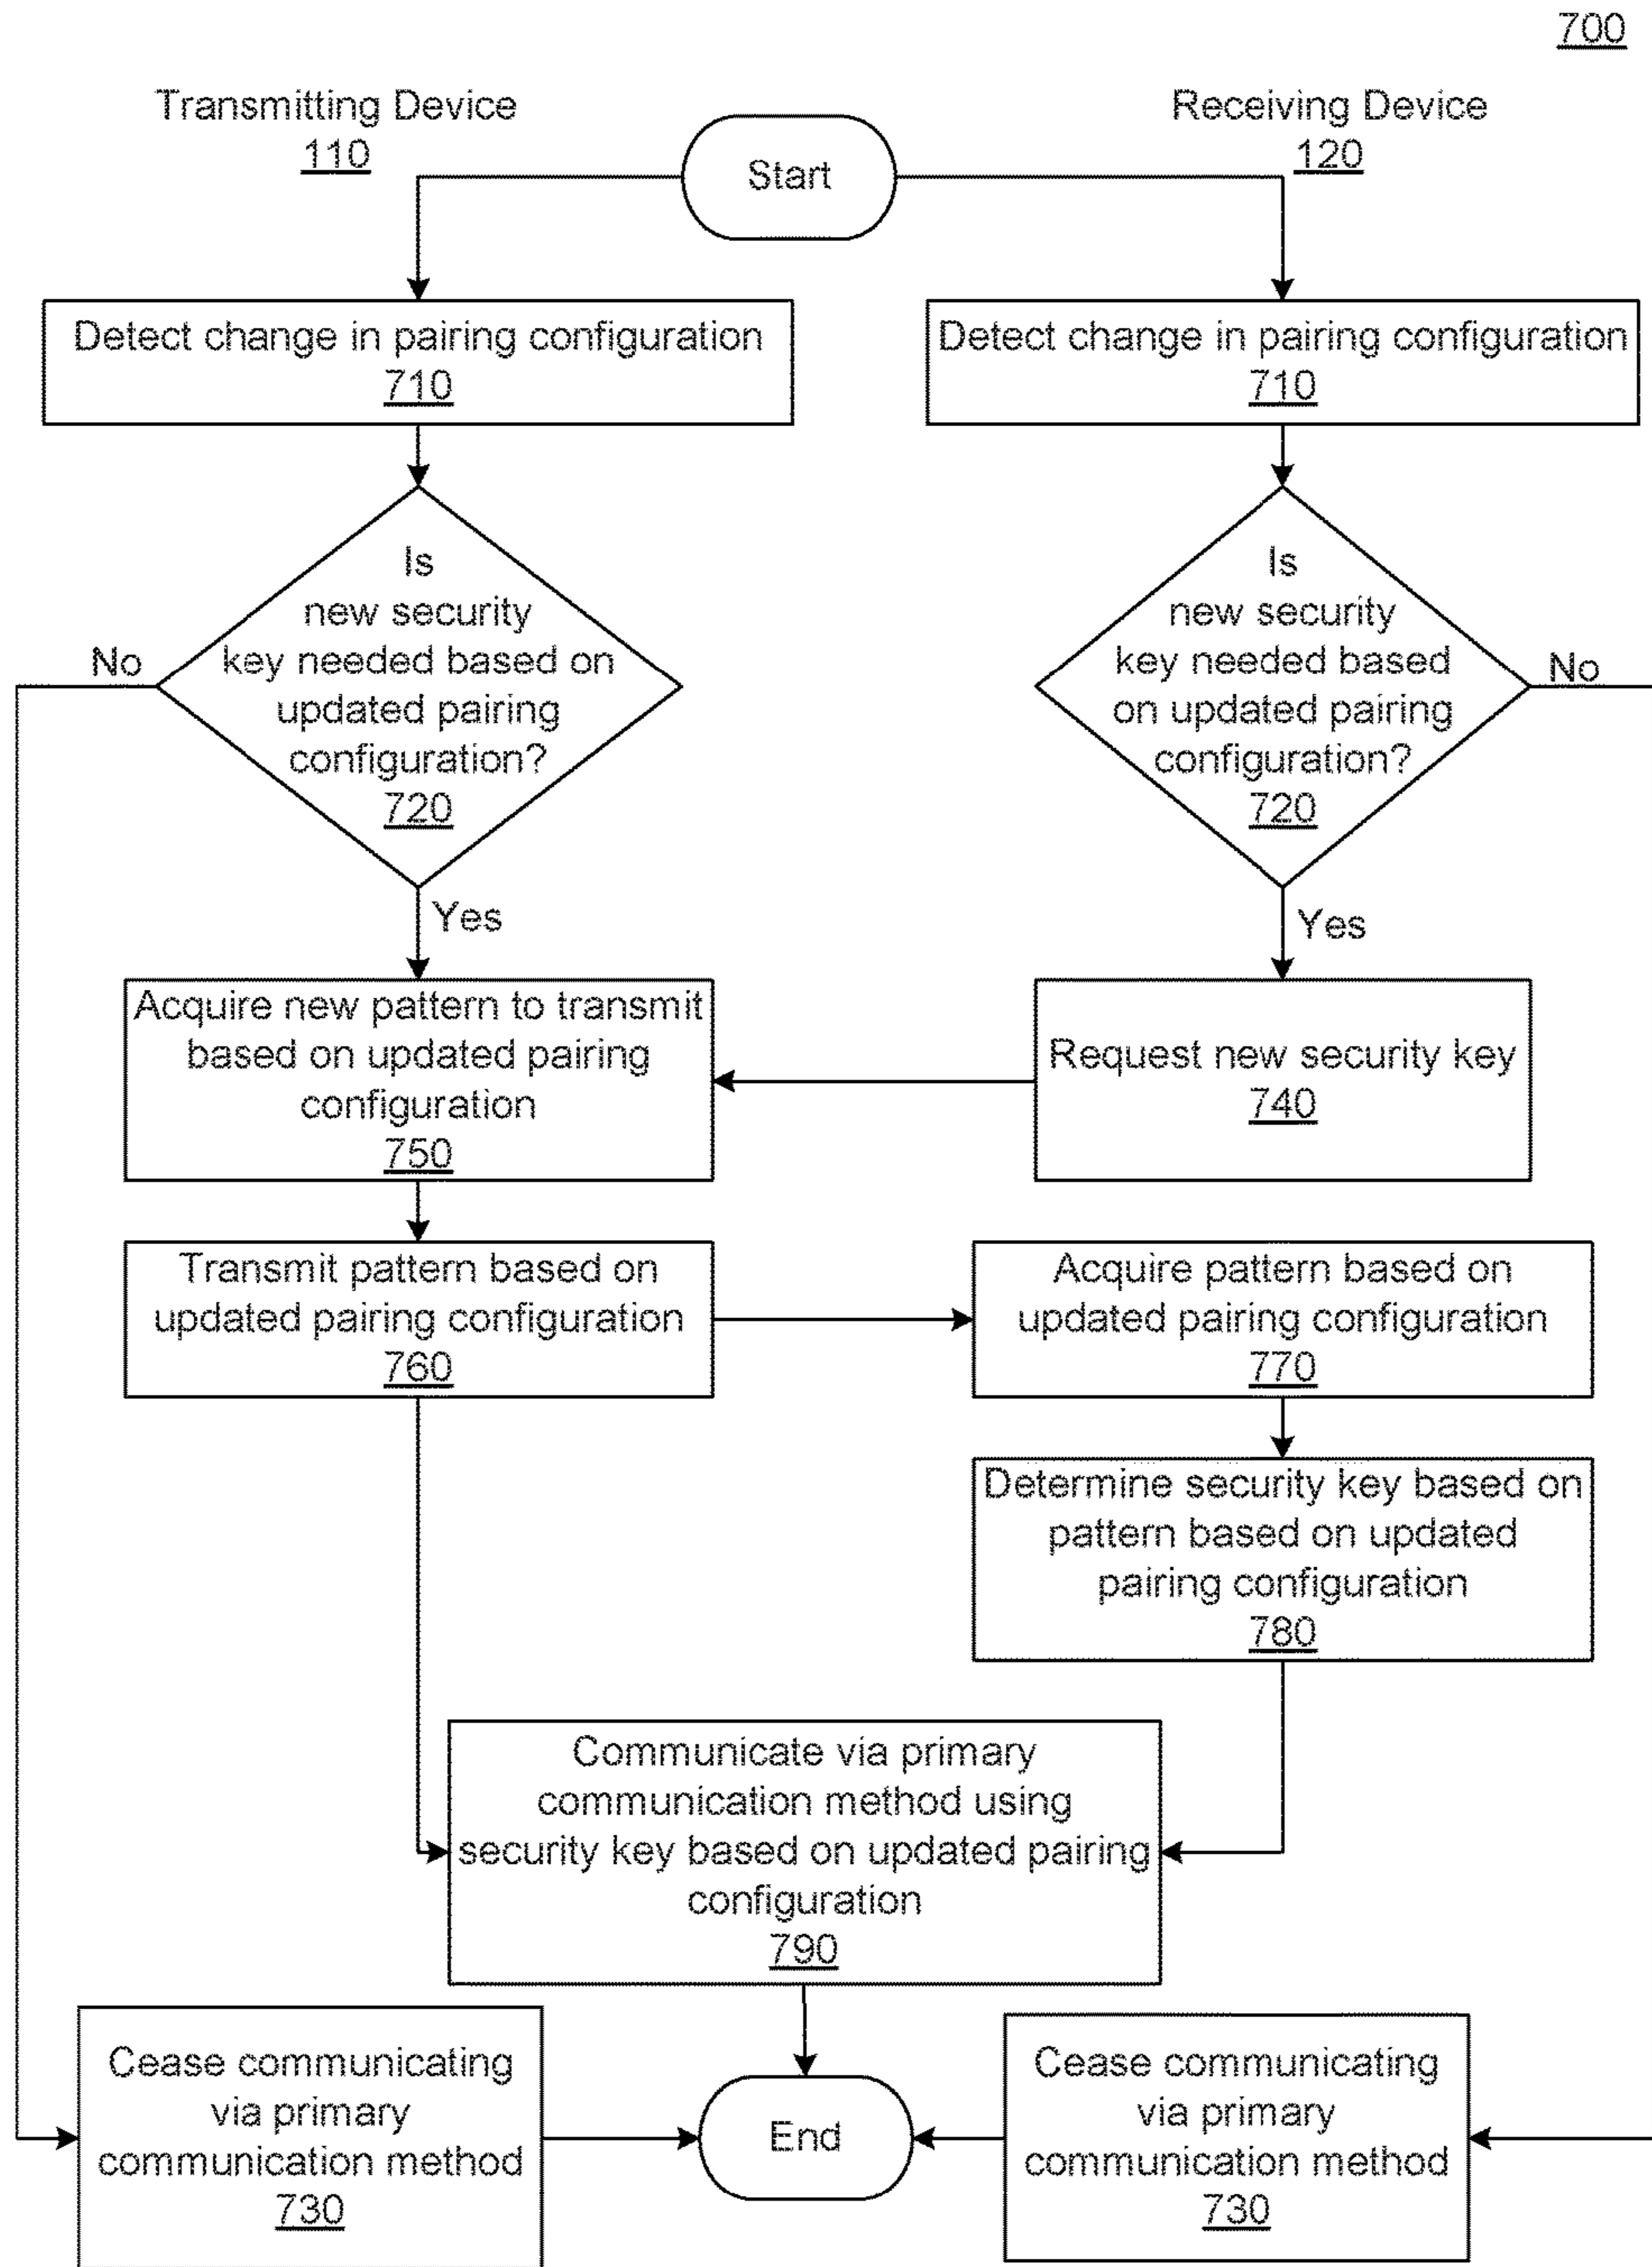 700
Transmitting Device
110
Receiving Device
120
Start
Detect change in pairing configuration
710
Detect change in pairing configuration
710
Is
new security
key needed based on
updated pairing
configuration?
720
No
Yes
Is
new security
key needed based
on updated pairing
configuration?
720
No
Yes
Acquire new pattern to transmit
based on updated pairing
configuration
750
Request new security key
740
Transmit pattern based on
updated pairing configuration
760
Acquire pattern based on
updated pairing configuration
770
Determine security key based on
pattern based on updated
pairing configuration
780
Communicate via primary
communication method using
security key based on updated pairing
configuration
790
Cease communicating
via primary
communication method
730
End
Cease communicating
via primary
communication method
730